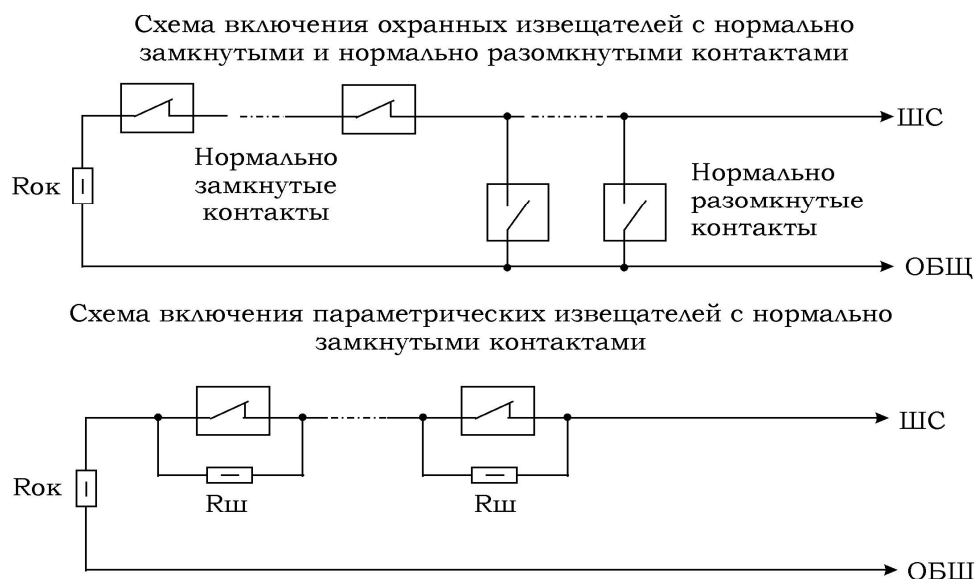 Схема включения охранных извещателей с нормально
замкнутыми и нормально разомкнутыми контактами
ШС
Нормально
замкнутые
контакты
Rок
Нормально
разомкнутые
контакты
ОБЩ
Схема включения параметрических извещателей с нормально
замкнутыми контактами
ШС
Rок
Rш
Rш
ОБЩ